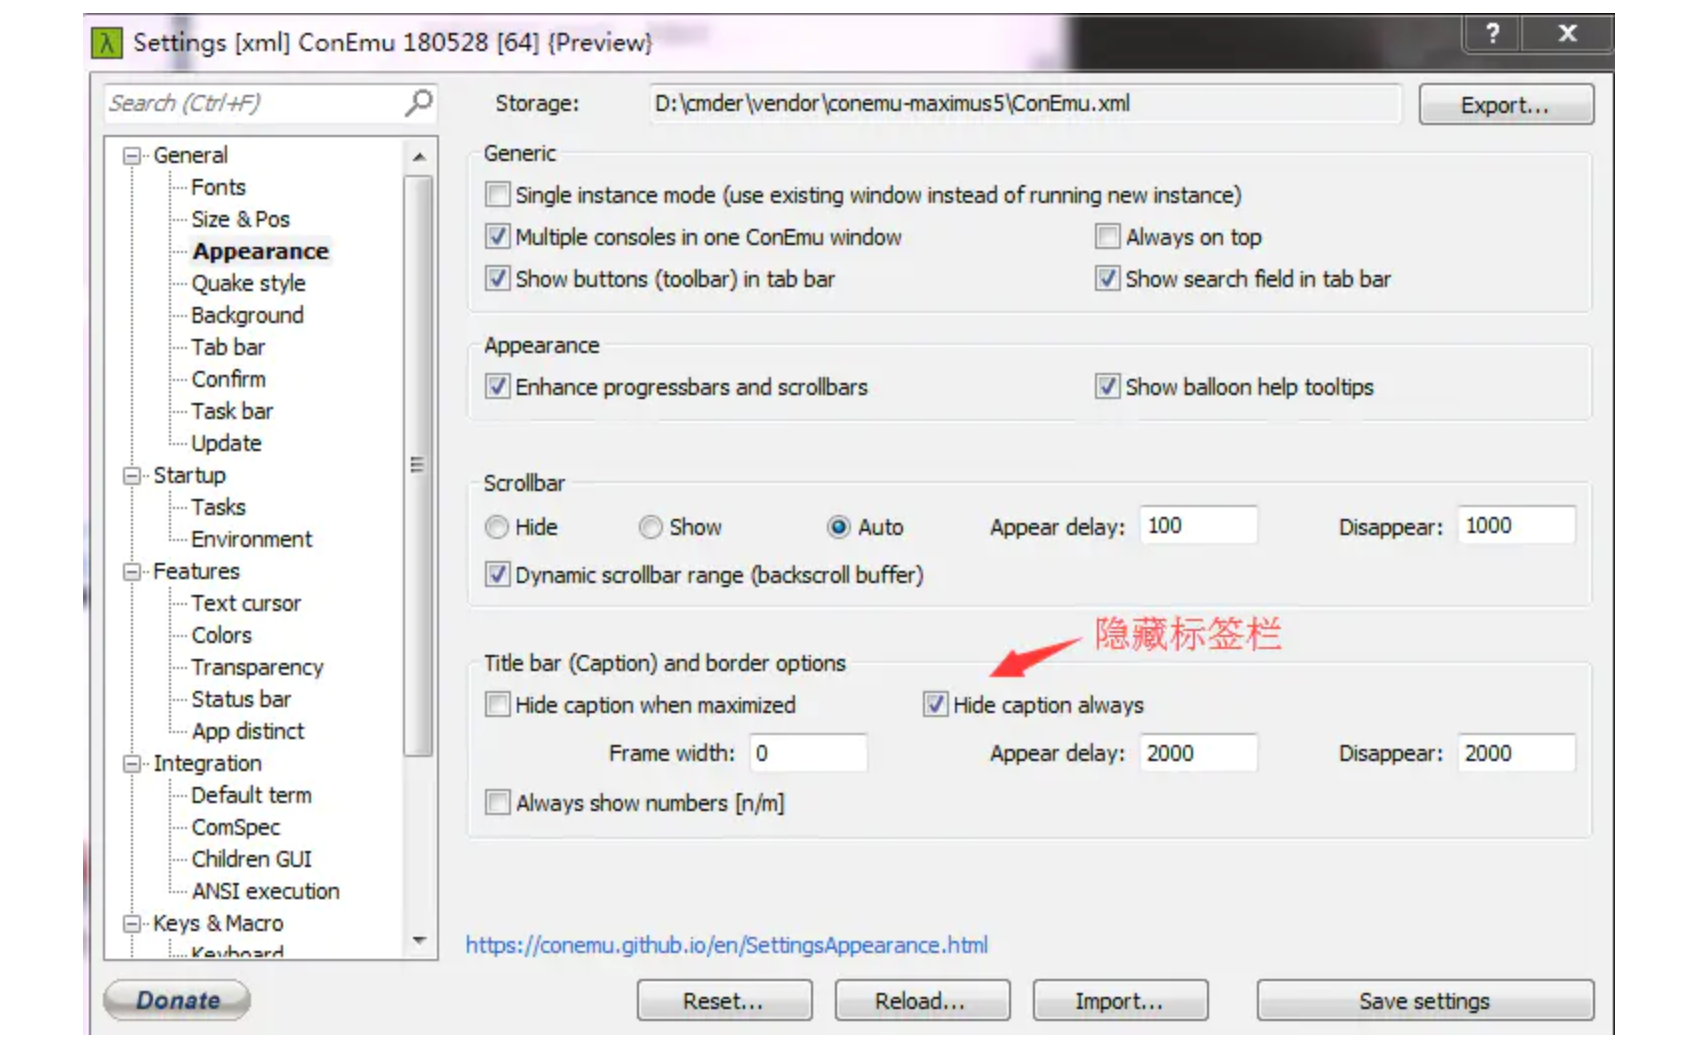 Settings [xml] ConEmu 180528 [64] {Preview}
? X
Search (Ctrl+F)
Storage: D:\cmder\vendor\conemu-maximus5\ConEmu.xml Export...
General
Fonts
Size & Pos
Appearance
Quake style
Background
Tab bar
Confirm
Task bar
Update
Startup
Tasks
Environment
Features
Text cursor
Colors
Transparency
Status bar
App distinct
Integration
Default term
ComSpec
Children GUI
ANSI execution
Keys & Macro
Keyboard
Generic
Single instance mode (use existing window instead of running new instance)
Multiple consoles in one ConEmu window Always on top
Show buttons (toolbar) in tab bar Show search field in tab bar
Appearance
Enhance progressbars and scrollbars Show balloon help tooltips
Scrollbar
Hide Show Auto Appear delay: 100 Disappear: 1000
Dynamic scrollbar range (backscroll buffer)
隐藏标签栏
Title bar (Caption) and border options
Hide caption when maximized Hide caption always
Frame width: 0 Appear delay: 2000 Disappear: 2000
Always show numbers [n/m]
https://conemu.github.io/en/SettingsAppearance.html
Donate Reset... Reload... Import... Save settings